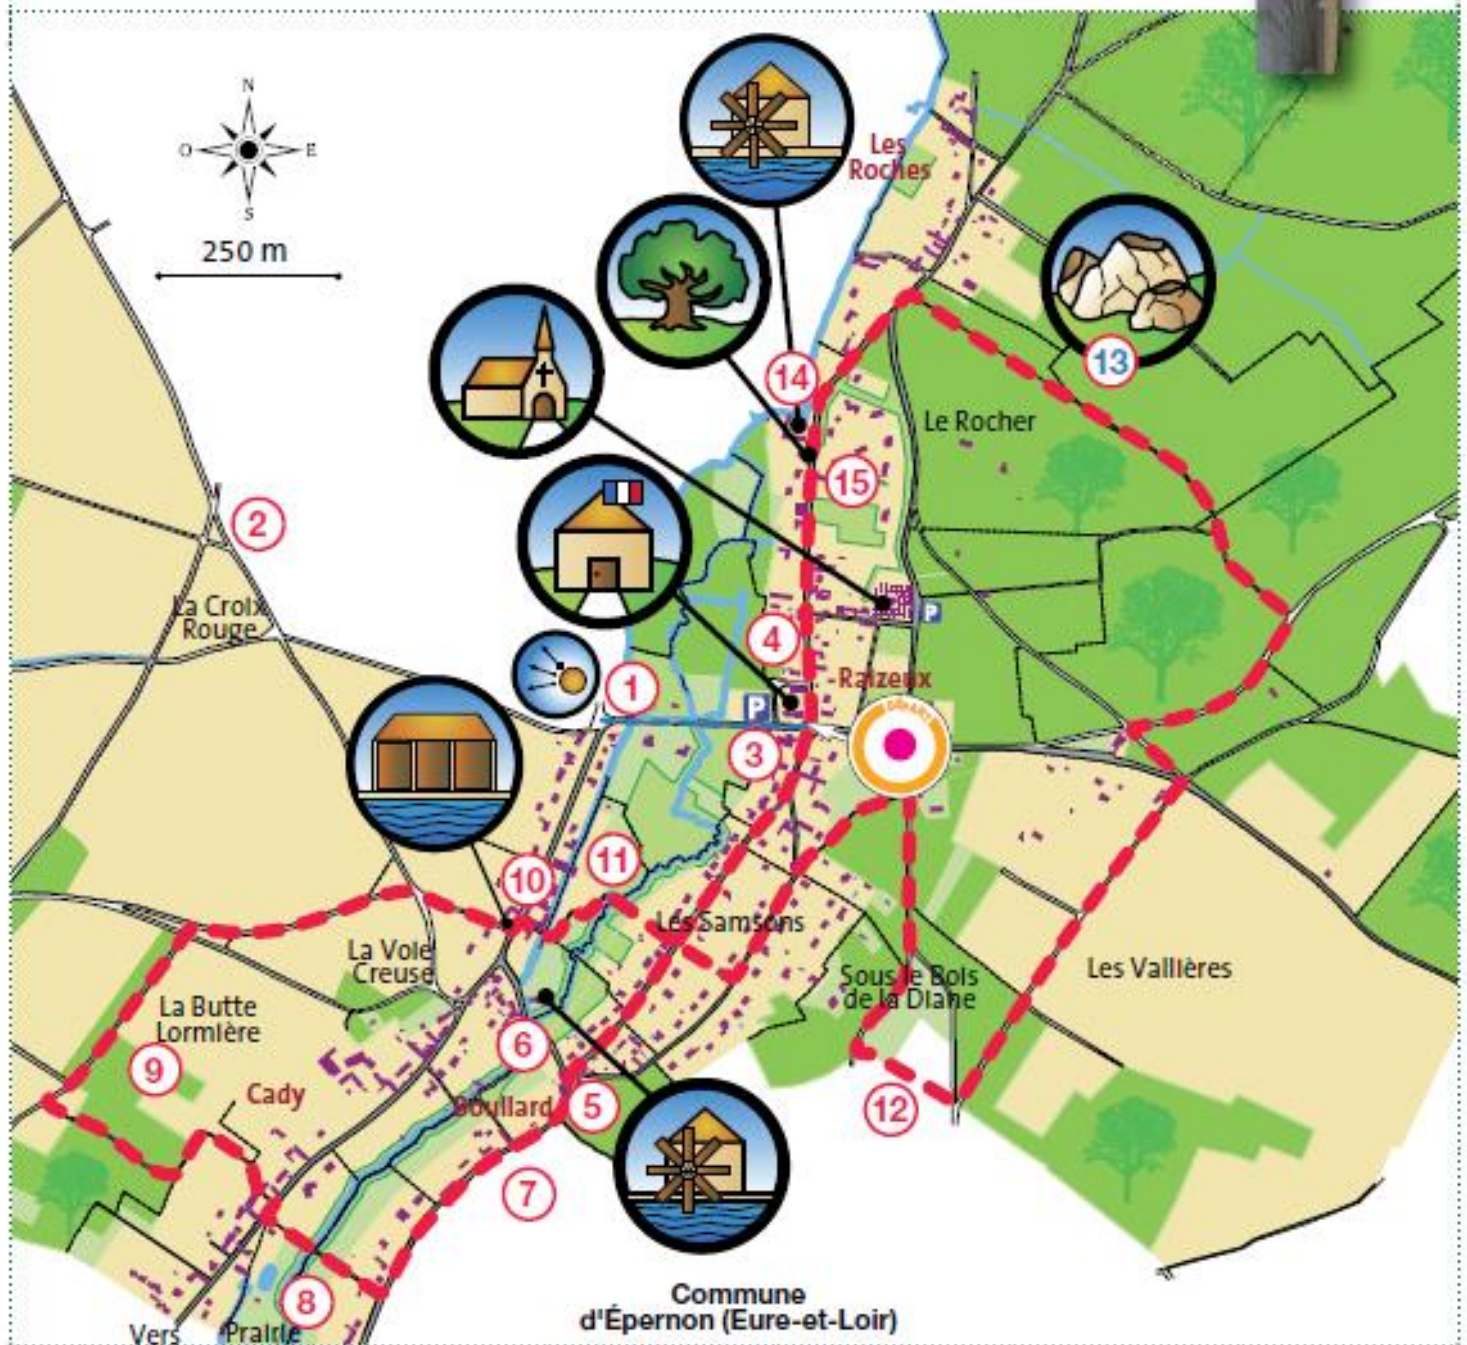 N
O
E
S
250 m
Les
Roches
13
14
Le Rocher
15
2
La Croix
Rouge
4
1
Raizeux
P
P
DÉPART
3
11
10
Les Samsons
La Voie
Creuse
Sous le Bois
de la Diane
Les Vallières
La Butte
Lormière
6
9
Cady
Goullard
5
12
7
8
Commune
d'Épernon (Eure-et-Loir)
Vers
Prairie